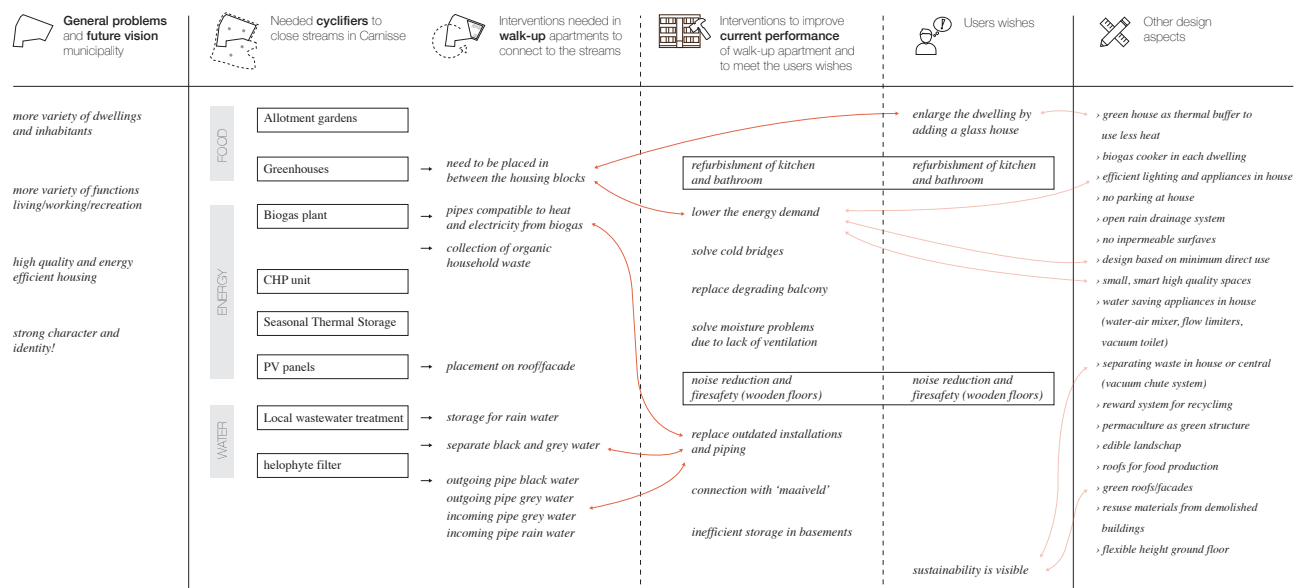 General problems
and future vision
municipality
Needed cyclifiers to
close streams in Carnisse
Interventions needed in
walk-up apartments to
connect to the streams
Interventions to improve
current performance
of walk-up apartment and
to meet the users wishes
Users wishes
Other design
aspects
more variety of dwellings
and inhabitants
more variety of functions
living/working/recreation
high quality and energy
efficient housing
strong character and
identity!
FOOD
Allotment gardens
Greenhouses
ENERGY
Biogas plant
CHP unit
Seasonal Thermal Storage
PV panels
WATER
Local wastewater treatment
helophyte filter
need to be placed in
between the housing blocks
pipes compatible to heat
and electricity from biogas
collection of organic
household waste
placement on roof/facade
storage for rain water
separate black and grey water
outgoing pipe black water
outgoing pipe grey water
incoming pipe grey water
incoming pipe rain water
refurbishment of kitchen
and bathroom
lower the energy demand
solve cold bridges
replace degrading balcony
solve moisture problems
due to lack of ventilation
noise reduction and
firesafety (wooden floors)
replace outdated installations
and piping
connection with ‘maaiveld’
inefficient storage in basements
enlarge the dwelling by
adding a glass house
refurbishment of kitchen
and bathroom
noise reduction and
firesafety (wooden floors)
sustainability is visible
› green house as thermal buffer to
use less heat
› biogas cooker in each dwelling
› efficient lighting and appliances in house
› no parking at house
› open rain drainage system
› no inpermeable surfaves
› design based on minimum direct use
› small, smart high quality spaces
› water saving appliances in house
(water-air mixer, flow limiters,
vacuum toilet)
› separating waste in house or central
(vacuum chute system)
› reward system for recyling
› permaculture as green structure
› edible landschap
› roofs for food production
› green roofs/facades
› resuse materials from demolished
buildings
› flexible height ground floor